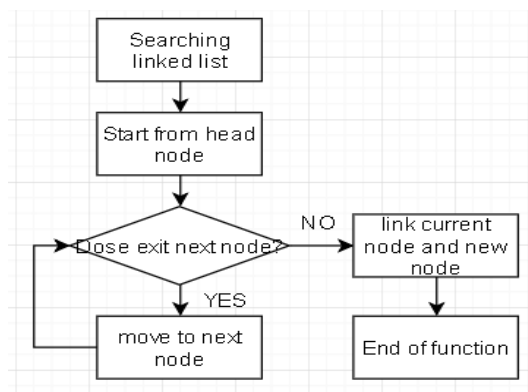 Searching
linked list
Start from head
node
Dose exit next node?
NO
link current
node and new
node
YES
move to next
node
End of function